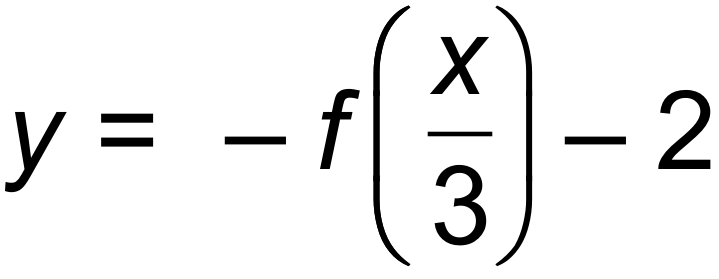 y = − f(x/3) − 2